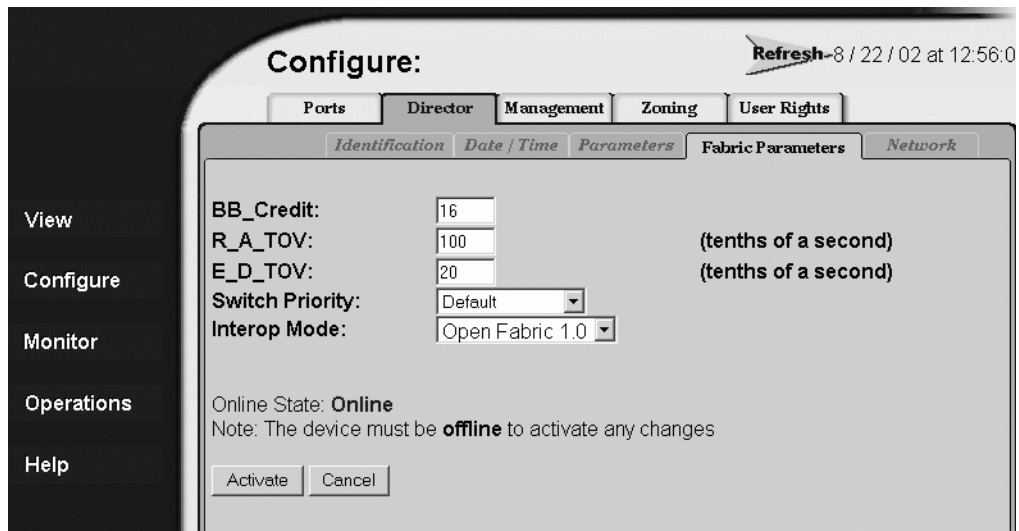 Configure:
Refresh-8 / 22 / 02 at 12:56:0
Ports Director Management Zoning User Rights
Identification Date / Time Parameters Fabric Parameters Network
View
Configure
Monitor
Operations
Help
BB_Credit: 16
R_A_TOV: 100 (tenths of a second)
E_D_TOV: 20 (tenths of a second)
Switch Priority: Default
Interop Mode: Open Fabric 1.0
Online State: Online
Note: The device must be offline to activate any changes
Activate Cancel